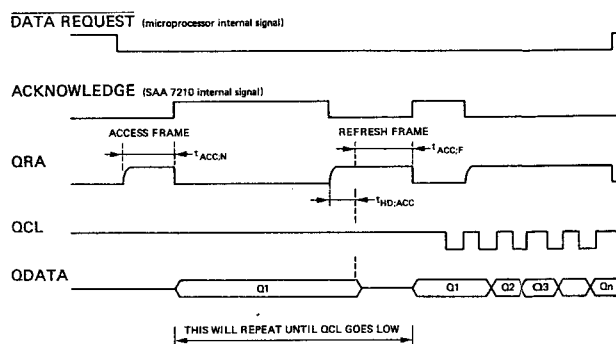 DATA REQUEST (microprocessor internal signal)
ACKNOWLEDGE (SAA 7210 internal signal)
ACCESS FRAME
REFRESH FRAME
tACC;N
tACC;F
QRA
tHD;ACC
QCL
QDATA
Q1
Q1
Q2
Q3
Qn
THIS WILL REPEAT UNTIL QCL GOES LOW